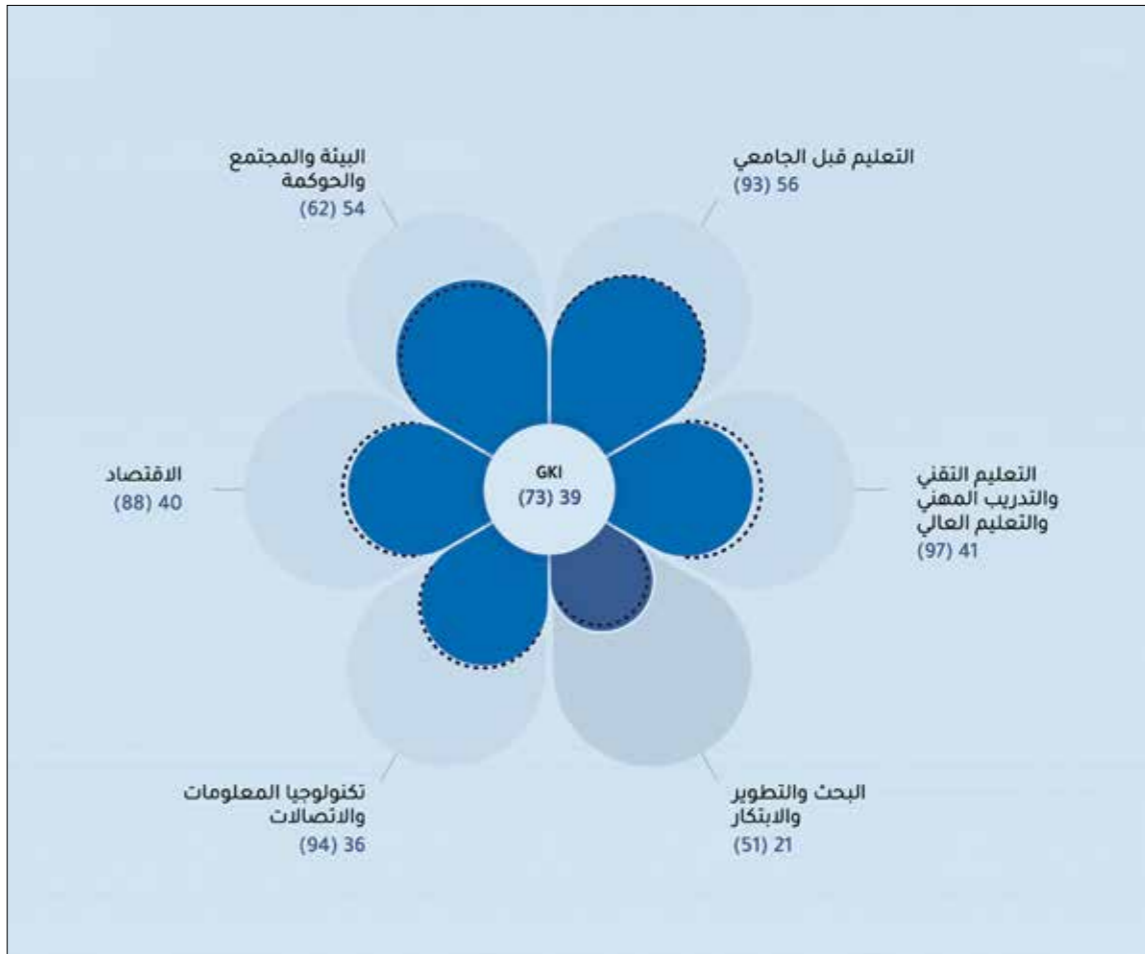 التعليم قبل الجامعي
56 (93)
البيئة والمجتمع
والحوكمة
54 (62)
التعليم التقني
والتدريب المهني
والتعليم العالي
41 (97)
GKI
39 (73)
الاقتصاد
40 (88)
البحث والتطوير
والابتكار
21 (51)
تكنولوجيا المعلومات
والاتصالات
36 (94)